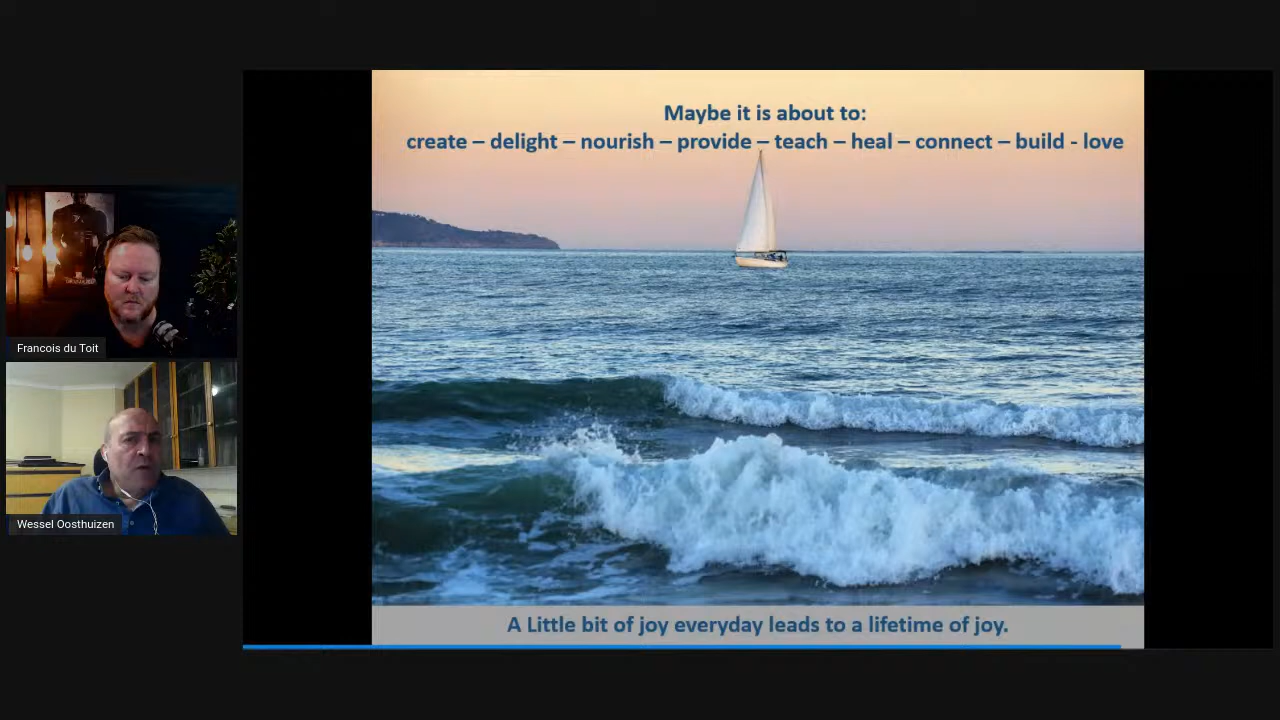 Maybe it is about to:
create – delight – nourish – provide – teach – heal – connect – build - love
Francois du Toit
Wessel Oosthuizen
A Little bit of joy everyday leads to a lifetime of joy.